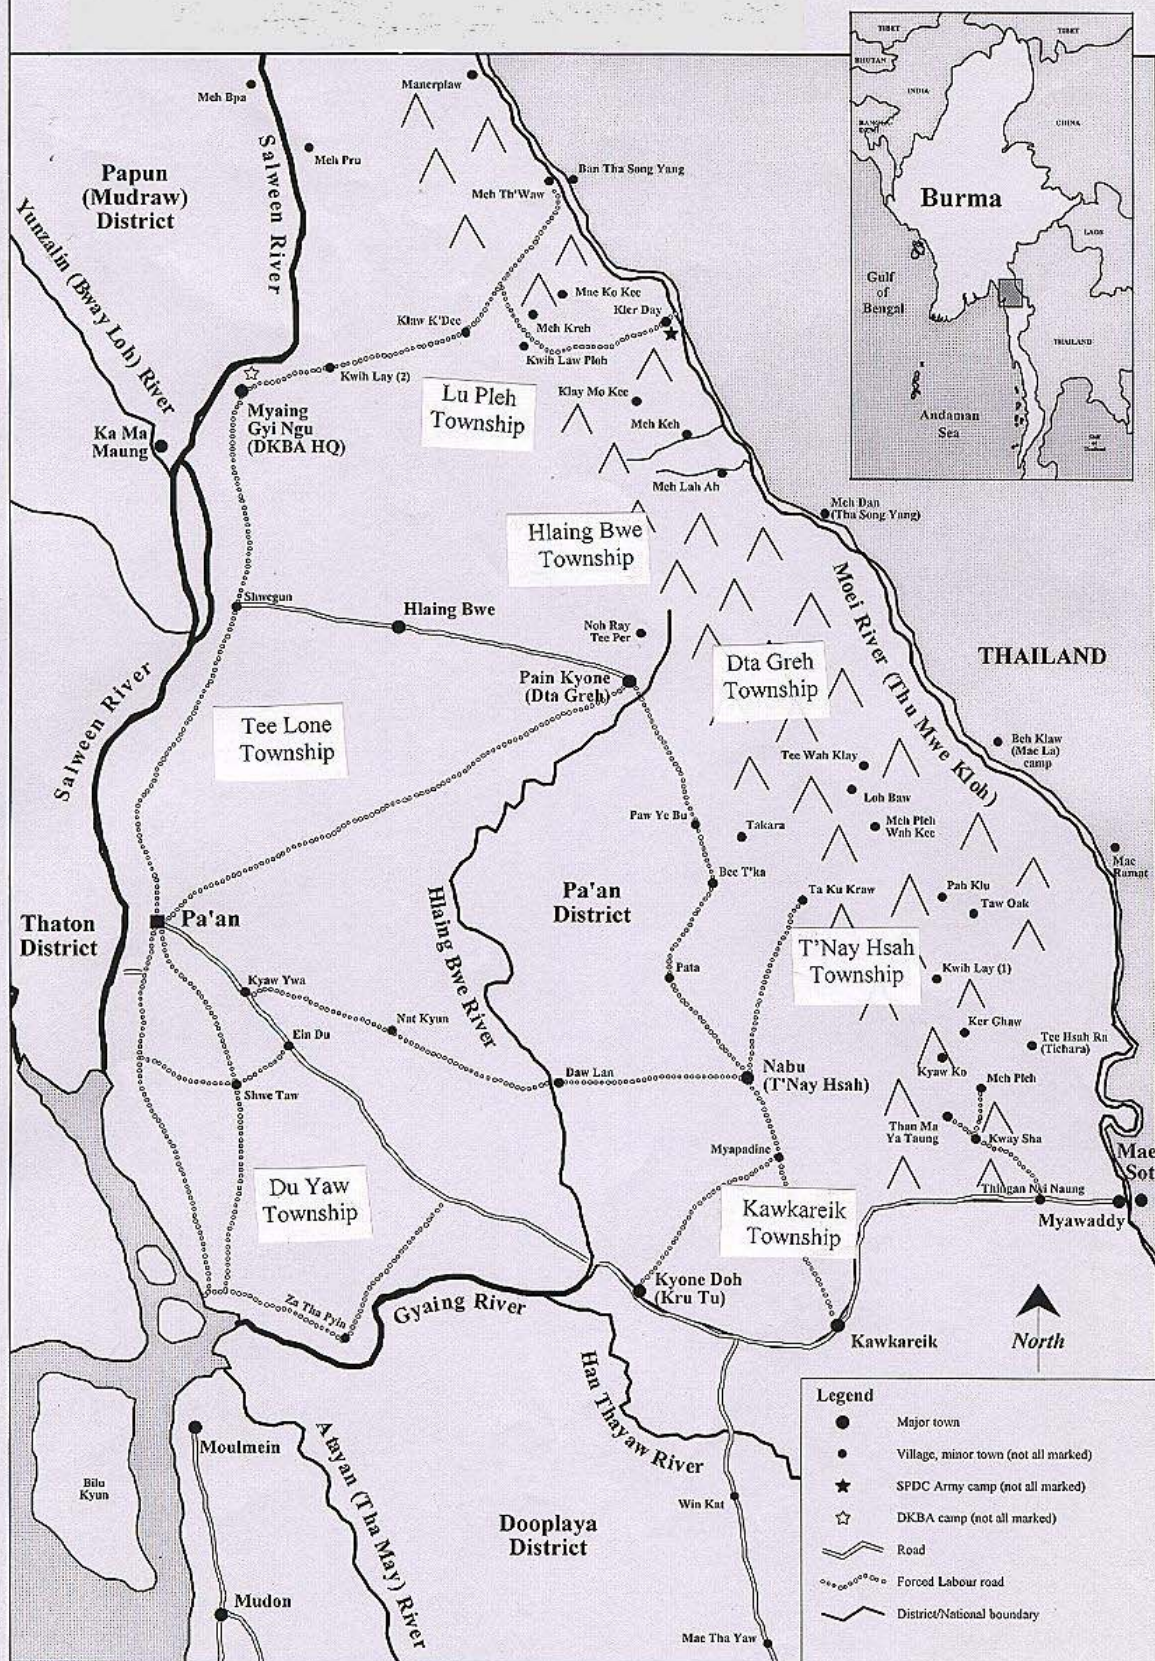 Meh Bpa
Manerplaw
Salween River
Meh Pru
Papun
(Mudraw)
District
Ban Tha Song Yang
Meh Th'Waw
Yunzalin (Bway Loh) River
Mae Ko Kee
Kler Day
Meh Kreh
Klaw K'Dee
Kwih Law Ploh
Kwih Lay (2)
Lu Pleh
Township
Klay Mo Kee
Myaing
Gyi Ngu
(DKBA HQ)
Ka Ma
Maung
Meh Keh
Meh Lah Ah
Meh Dan
(Tha Song Yang)
Hlaing Bwe
Township
Moei River (Thu Mwe Kloh)
Shwegun
Hlaing Bwe
Noh Ray
Tee Per
THAILAND
Pain Kyone
(Dta Greh)
Dta Greh
Township
Salween River
Tee Lone
Township
Beh Klaw
(Mae La)
camp
Tee Wah Klay
Loh Baw
Paw Ye Bu
Takara
Meh Pleh
Wah Kee
Mae
Ramat
Bee T'ka
Hlaing Bwe River
Pa'an
District
Ta Ku Kraw
Pah Klu
Taw Oak
Thaton
District
Pa'an
T'Nay Hsah
Township
Pata
Kwih Lay (1)
Kyaw Ywa
Nat Kyun
Ein Du
Ker Ghaw
Tee Hsah Ra
(Tichara)
Daw Lan
Nabu
(T'Nay Hsah)
Kyaw Ko
Meh Pleh
Shwe Taw
Than Ma
Ya Taung
Kway Sha
Myapadine
Mae
Sot
Du Yaw
Township
Thingan Nyi Naung
Myawaddy
Kawkareik
Township
Kyone Doh
(Kru Tu)
Za Tha Pyin
Gyaing River
Kawkareik
North
Han Thayaw River
Moulmein
Atayan (Tha May) River
Bilu
Kyun
Win Kat
Dooplaya
District
Mudon
Mae Tha Yaw
TIBET
TIBET
BHUTAN
INDIA
CHINA
Burma
LAOS
Gulf
of
Bengal
THAILAND
Andaman
Sea
Gulf
of
Thailand
Legend
Major town
Village, minor town (not all marked)
SPDC Army camp (not all marked)
DKBA camp (not all marked)
Road
Forced Labour road
District/National boundary